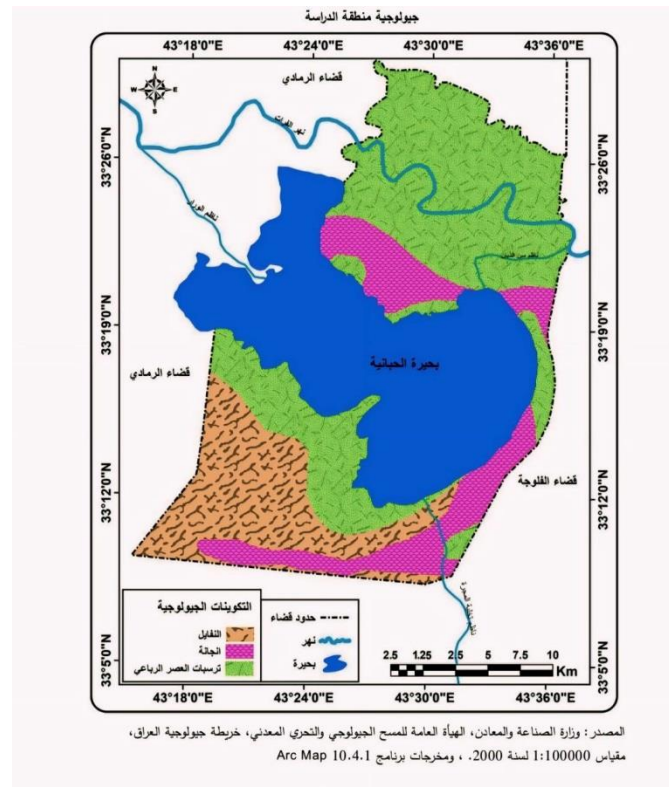 جيولوجية منطقة الدراسة
43°18'0"E 43°24'0"E 43°30'0"E 43°36'0"E
N
W E
S
قضاء الرمادي
نهر الفرات
33°26'0"N 33°26'0"N
ناظم الورار
33°19'0"N 33°19'0"N
بحيرة الحبانية
قضاء الرمادي
قضاء الفلوجة
33°12'0"N 33°12'0"N
التكوينات الجيولوجية
النفايل
انجانة
ترسبات العصر الرباعي
حدود قضاء
نهر
بحيرة
2.5 1.25 2.5 5 7.5 10
Km
33°5'0"N 33°5'0"N
43°18'0"E 43°24'0"E 43°30'0"E 43°36'0"E
المصدر: وزارة الصناعة والمعادن، الهيأة العامة للمسح الجيولوجي والتحري المعدني، خريطة جيولوجية العراق،
مقياس 1:100000 لسنة 2000. ، ومخرجات برنامج Arc Map 10.4.1